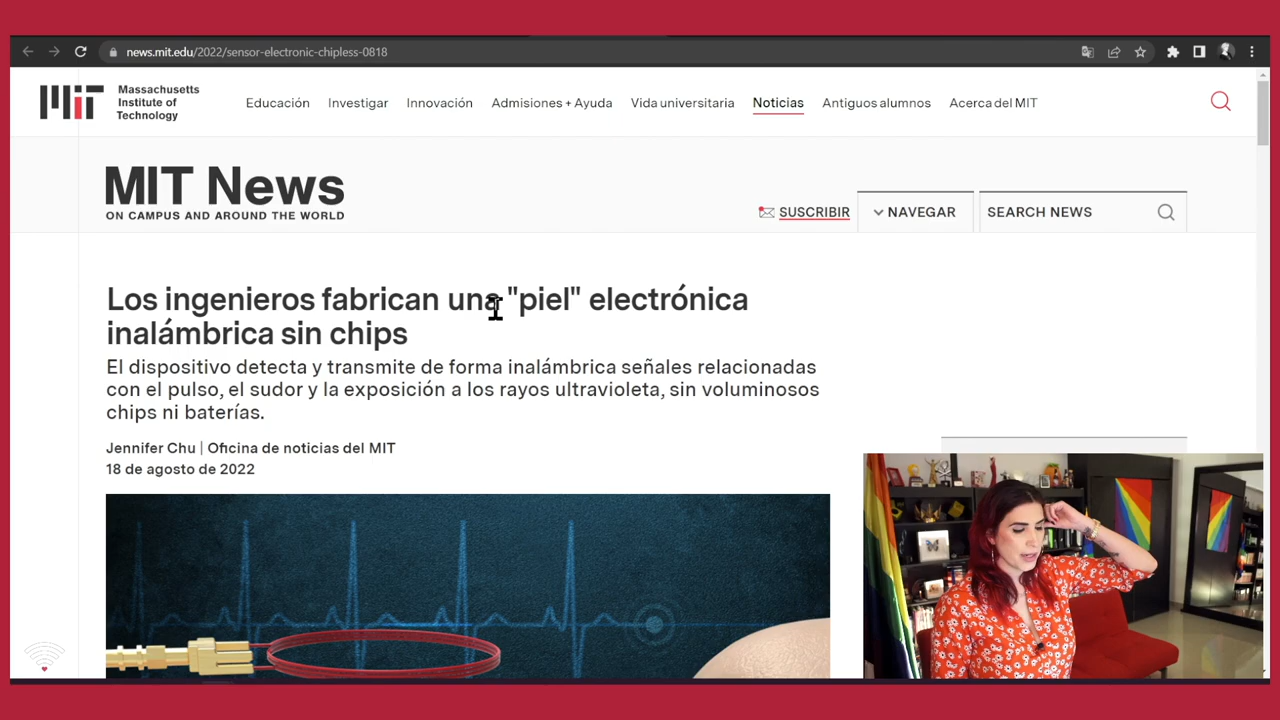 news.mit.edu/2022/sensor-electronic-chipless-0818
Massachusetts
Institute of
Technology
Educación Investigar Innovación Admisiones + Ayuda Vida universitaria Noticias Antiguos alumnos Acerca del MIT
MIT News
ON CAMPUS AND AROUND THE WORLD
SUSCRIBIR NAVEGAR SEARCH NEWS
Los ingenieros fabrican una "piel" electrónica
inalámbrica sin chips
El dispositivo detecta y transmite de forma inalámbrica señales relacionadas
con el pulso, el sudor y la exposición a los rayos ultravioleta, sin voluminosos
chips ni baterías.
Jennifer Chu | Oficina de noticias del MIT
18 de agosto de 2022